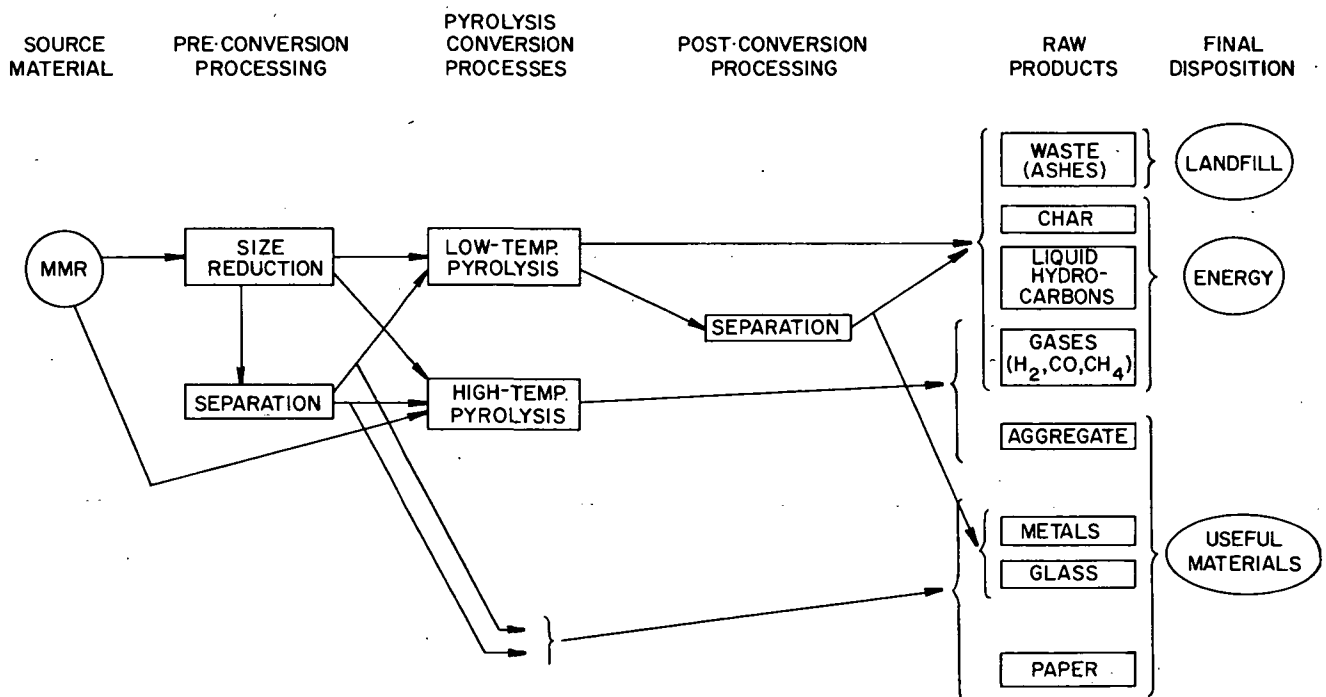 SOURCE
MATERIAL
PRE-CONVERSION
PROCESSING
PYROLYSIS
CONVERSION
PROCESSES
POST-CONVERSION
PROCESSING
RAW
PRODUCTS
FINAL
DISPOSITION
MMR
SIZE
REDUCTION
SEPARATION
LOW-TEMP.
PYROLYSIS
HIGH-TEMP.
PYROLYSIS
SEPARATION
WASTE
(ASHES)
CHAR
LIQUID
HYDRO-
CARBONS
GASES
(H₂,CO,CH₄)
AGGREGATE
METALS
GLASS
PAPER
LANDFILL
ENERGY
USEFUL
MATERIALS